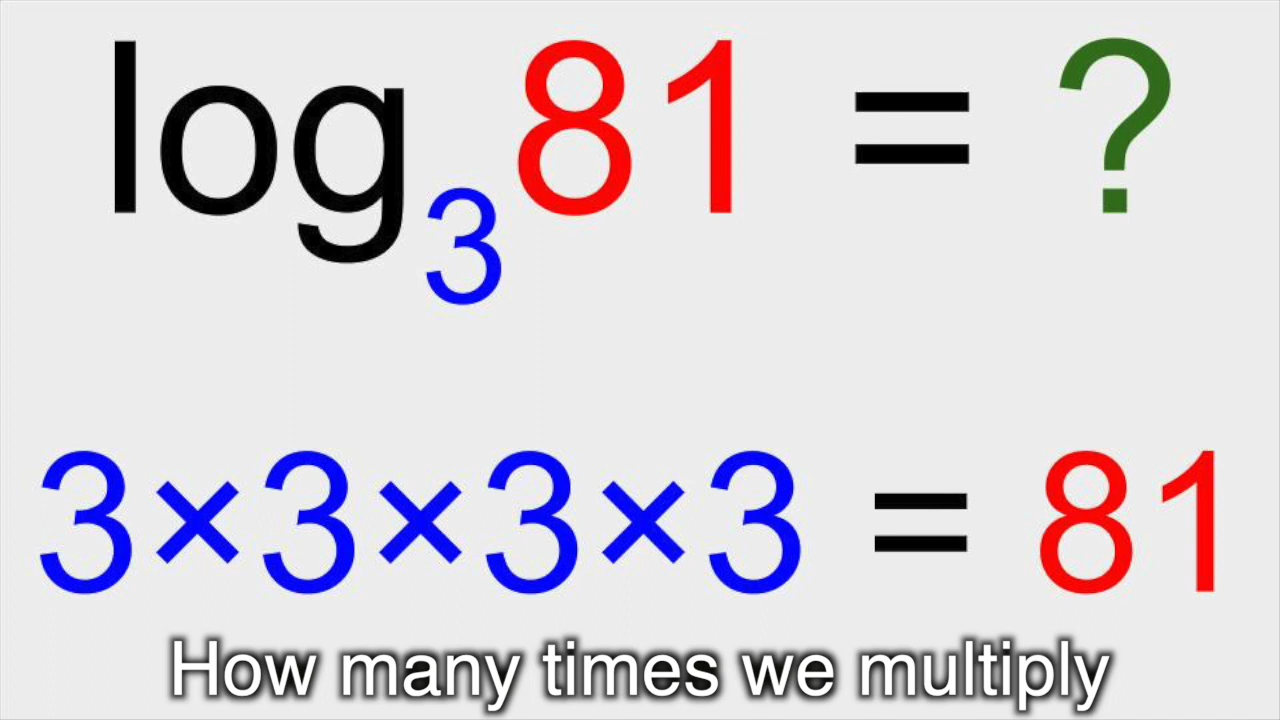 log₃81 = ?
3×3×3×3 = 81
How many times we multiply